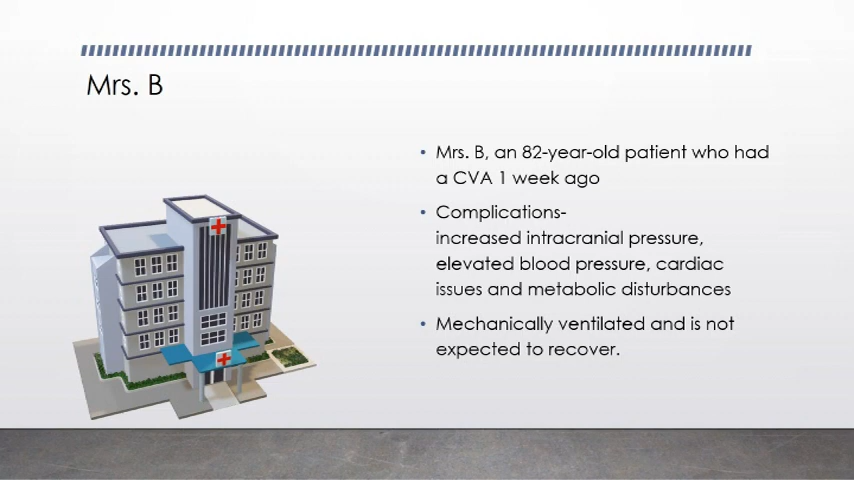 Mrs. B
• Mrs. B, an 82-year-old patient who had
a CVA 1 week ago
• Complications-
increased intracranial pressure,
elevated blood pressure, cardiac
issues and metabolic disturbances
• Mechanically ventilated and is not
expected to recover.